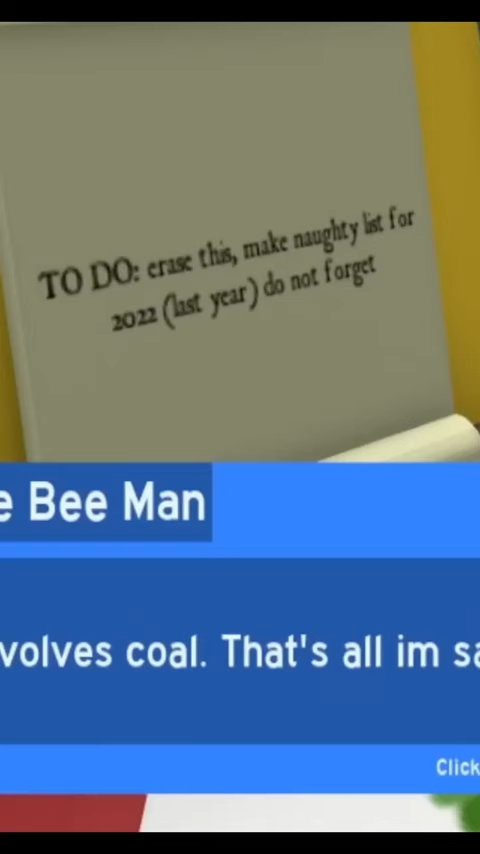 TO DO: erase this, make naughty list for
2022 (last year) do not forget
e Bee Man
volves coal. That's all im sa
Click